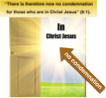 "There is therefore now no condemnation
for those who are in Christ Jesus" (8:1).
in
Christ Jesus
no condemnation